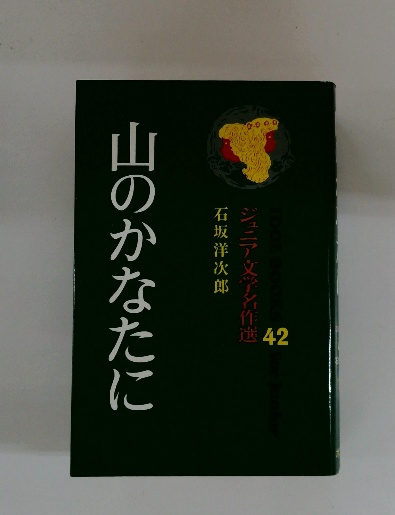 ジュニア文学名作選
42
石坂洋次郎
山のかなたに